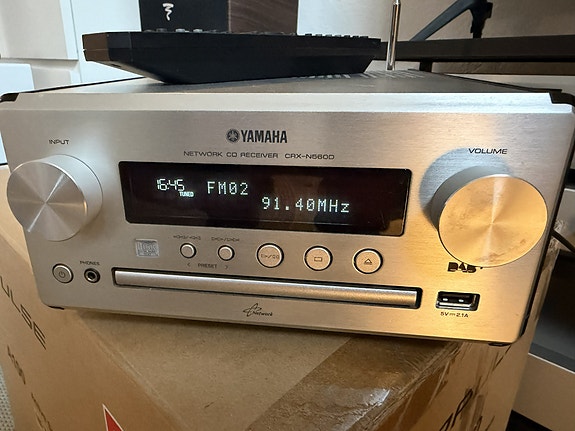 YAMAHA
NETWORK CD RECEIVER CRX-N560D
INPUT
VOLUME
16:45
TUNED
FM02
91.40MHz
PHONES
PRESET
DAB+
Network
5V⎓2.1A